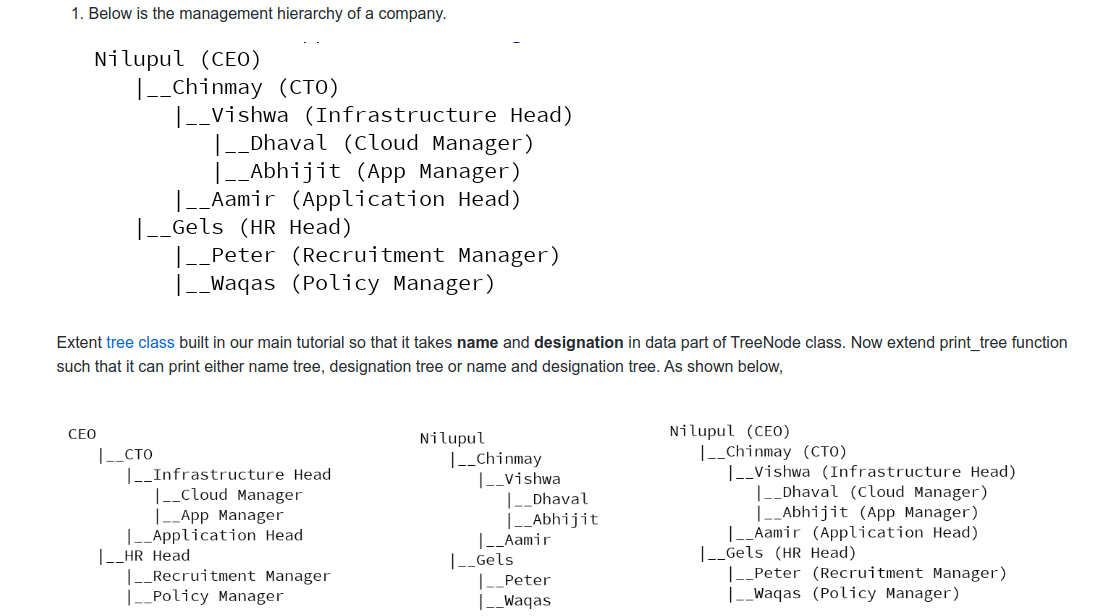 1. Below is the management hierarchy of a company.
Nilupul (CEO)
|__Chinmay (CTO)
|__Vishwa (Infrastructure Head)
|__Dhaval (Cloud Manager)
|__Abhijit (App Manager)
|__Aamir (Application Head)
|__Gels (HR Head)
|__Peter (Recruitment Manager)
|__Waqas (Policy Manager)
Extent tree class built in our main tutorial so that it takes name and designation in data part of TreeNode class. Now extend print_tree function
such that it can print either name tree, designation tree or name and designation tree. As shown below,
CEO
|__CTO
|__Infrastructure Head
|__Cloud Manager
|__App Manager
|__Application Head
|__HR Head
|__Recruitment Manager
|__Policy Manager
Nilupul
|__Chinmay
|__Vishwa
|__Dhaval
|__Abhijit
|__Aamir
|__Gels
|__Peter
|__Waqas
Nilupul (CEO)
|__Chinmay (CTO)
|__Vishwa (Infrastructure Head)
|__Dhaval (Cloud Manager)
|__Abhijit (App Manager)
|__Aamir (Application Head)
|__Gels (HR Head)
|__Peter (Recruitment Manager)
|__Waqas (Policy Manager)